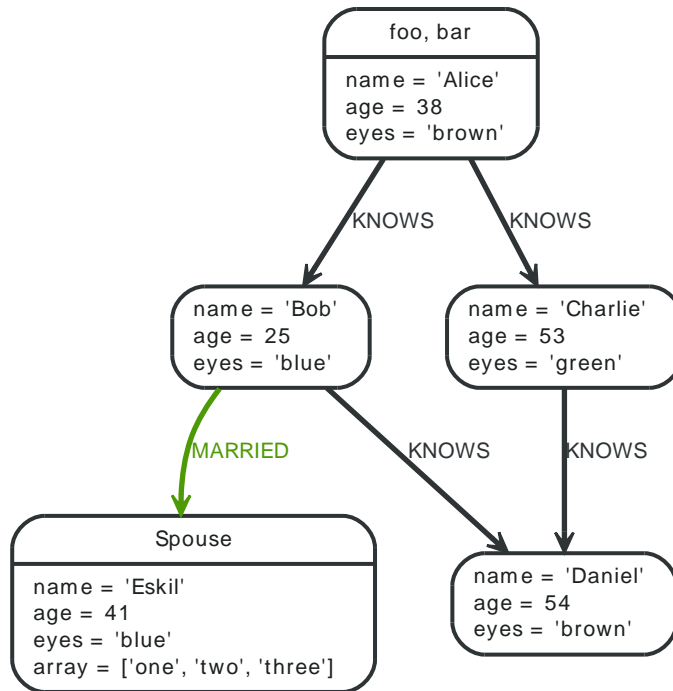 foo, bar
name = 'Alice'
age = 38
eyes = 'brown'
KNOWS
KNOWS
name = 'Bob'
age = 25
eyes = 'blue'
name = 'Charlie'
age = 53
eyes = 'green'
MARRIED
KNOWS
KNOWS
Spouse
name = 'Eskil'
age = 41
eyes = 'blue'
array = ['one', 'two', 'three']
name = 'Daniel'
age = 54
eyes = 'brown'